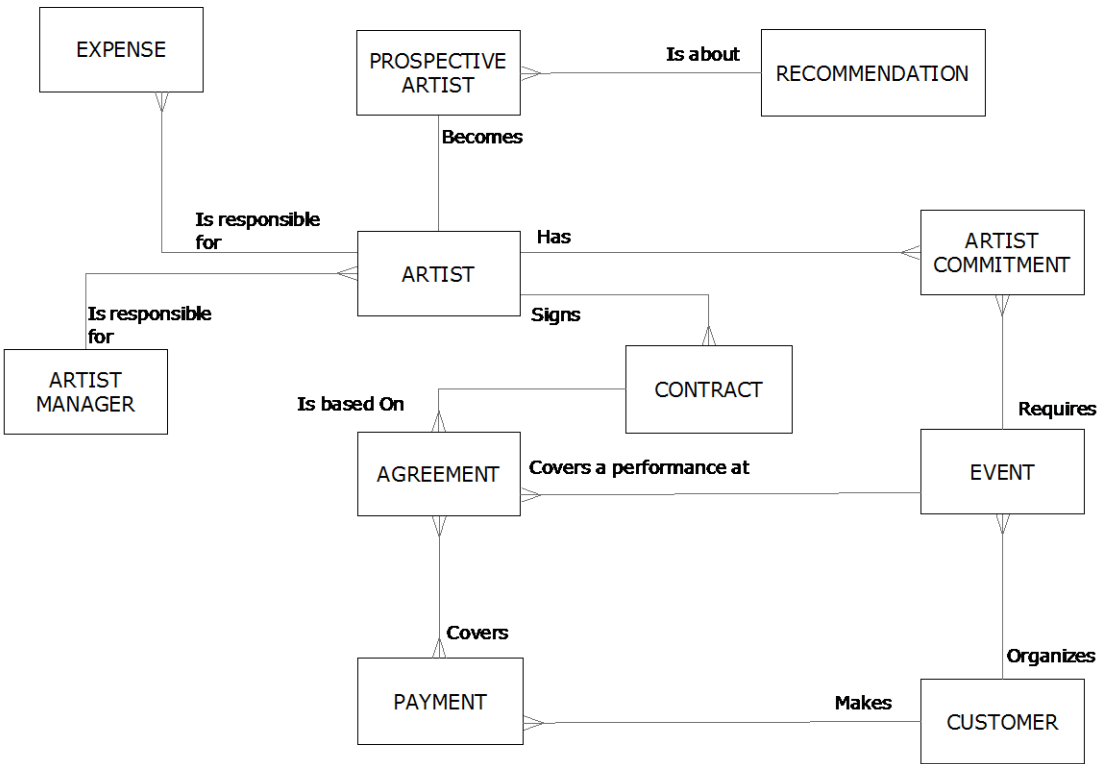 EXPENSE
PROSPECTIVE
ARTIST
Is about
RECOMMENDATION
Becomes
Is responsible
for
Has
ARTIST
COMMITMENT
ARTIST
Is responsible
for
Signs
ARTIST
MANAGER
CONTRACT
Is based On
Requires
AGREEMENT
Covers a performance at
EVENT
Covers
Organizes
PAYMENT
Makes
CUSTOMER